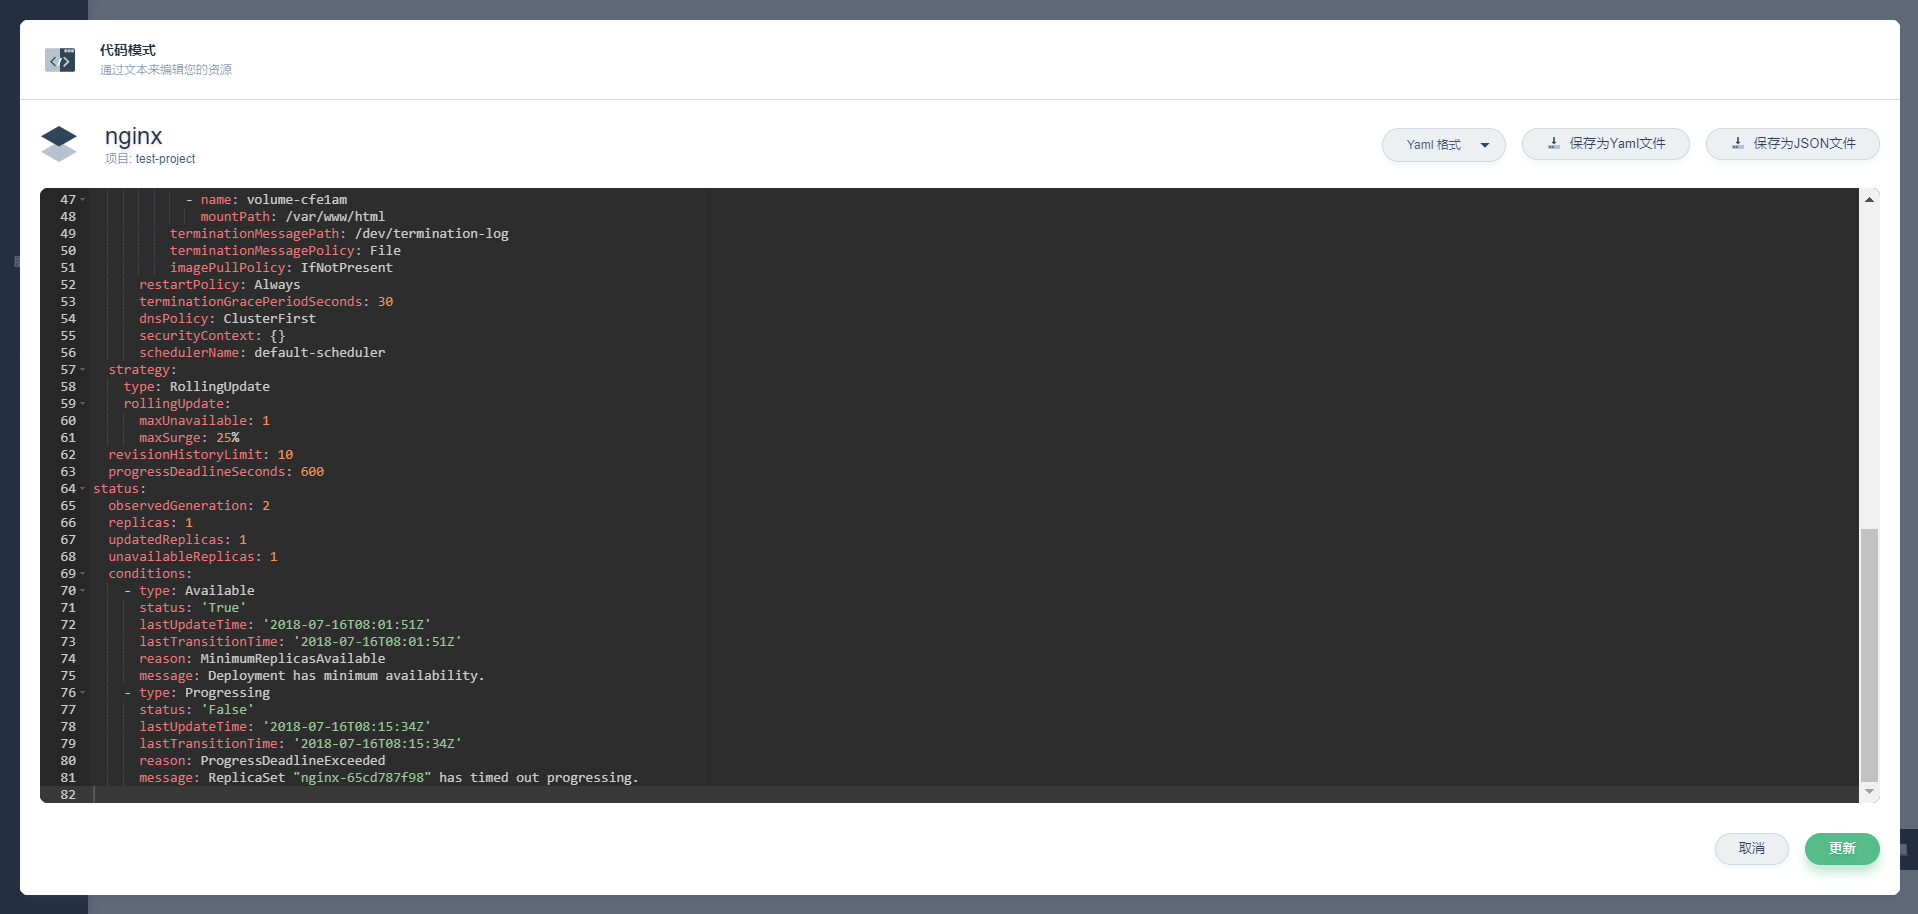 代码模式
通过文本来编辑您的资源
nginx
项目: test-project
Yaml 格式
保存为Yaml文件
保存为JSON文件
47 - name: volume-cfe1am
48 mountPath: /var/www/html
49 terminationMessagePath: /dev/termination-log
50 terminationMessagePolicy: File
51 imagePullPolicy: IfNotPresent
52 restartPolicy: Always
53 terminationGracePeriodSeconds: 30
54 dnsPolicy: ClusterFirst
55 securityContext: {}
56 schedulerName: default-scheduler
57 strategy:
58 type: RollingUpdate
59 rollingUpdate:
60 maxUnavailable: 1
61 maxSurge: 25%
62 revisionHistoryLimit: 10
63 progressDeadlineSeconds: 600
64 status:
65 observedGeneration: 2
66 replicas: 1
67 updatedReplicas: 1
68 unavailableReplicas: 1
69 conditions:
70 - type: Available
71 status: 'True'
72 lastUpdateTime: '2018-07-16T08:01:51Z'
73 lastTransitionTime: '2018-07-16T08:01:51Z'
74 reason: MinimumReplicasAvailable
75 message: Deployment has minimum availability.
76 - type: Progressing
77 status: 'False'
78 lastUpdateTime: '2018-07-16T08:15:34Z'
79 lastTransitionTime: '2018-07-16T08:15:34Z'
80 reason: ProgressDeadlineExceeded
81 message: ReplicaSet "nginx-65cd787f98" has timed out progressing.
82
取消
更新